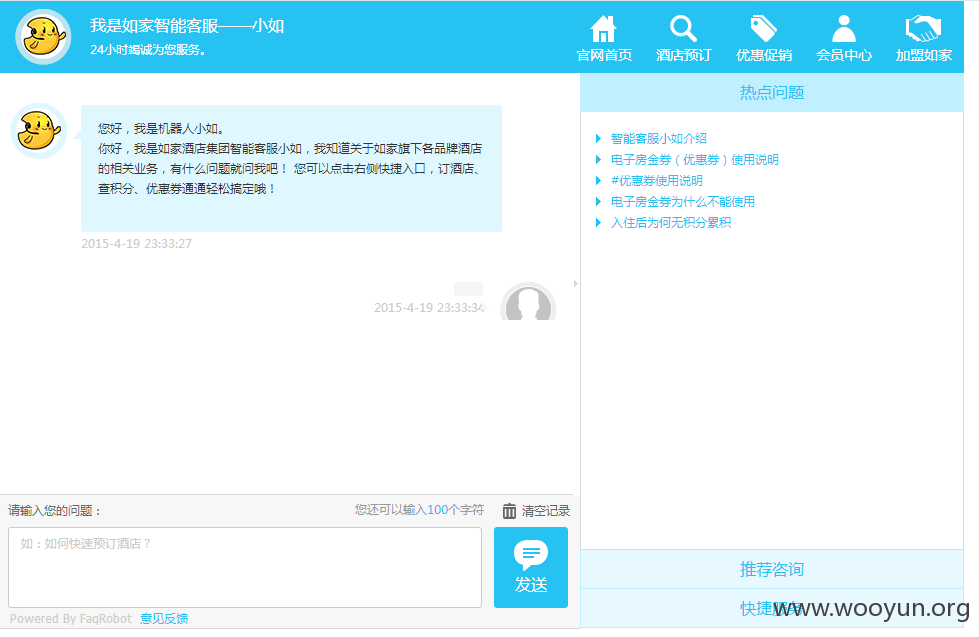 我是如家智能客服——小如
24小时竭诚为您服务。
官网首页
酒店预订
优惠促销
会员中心
加盟如家
您好，我是机器人小如。
你好，我是如家酒店集团智能客服小如，我知道关于如家旗下各品牌酒店
的相关业务，有什么问题就问我吧！ 您可以点击右侧快捷入口，订酒店、
查积分、优惠券通通轻松搞定哦！
2015-4-19 23:33:27
2015-4-19 23:33:34
请输入您的问题：
您还可以输入100个字符
清空记录
如：如何快速预订酒店？
发送
Powered By FaqRobot 意见反馈
热点问题
智能客服小如介绍
电子房金券（优惠券）使用说明
#优惠券使用说明
电子房金券为什么不能使用
入住后为何无积分累积
推荐咨询
快捷服务
www.wooyun.org